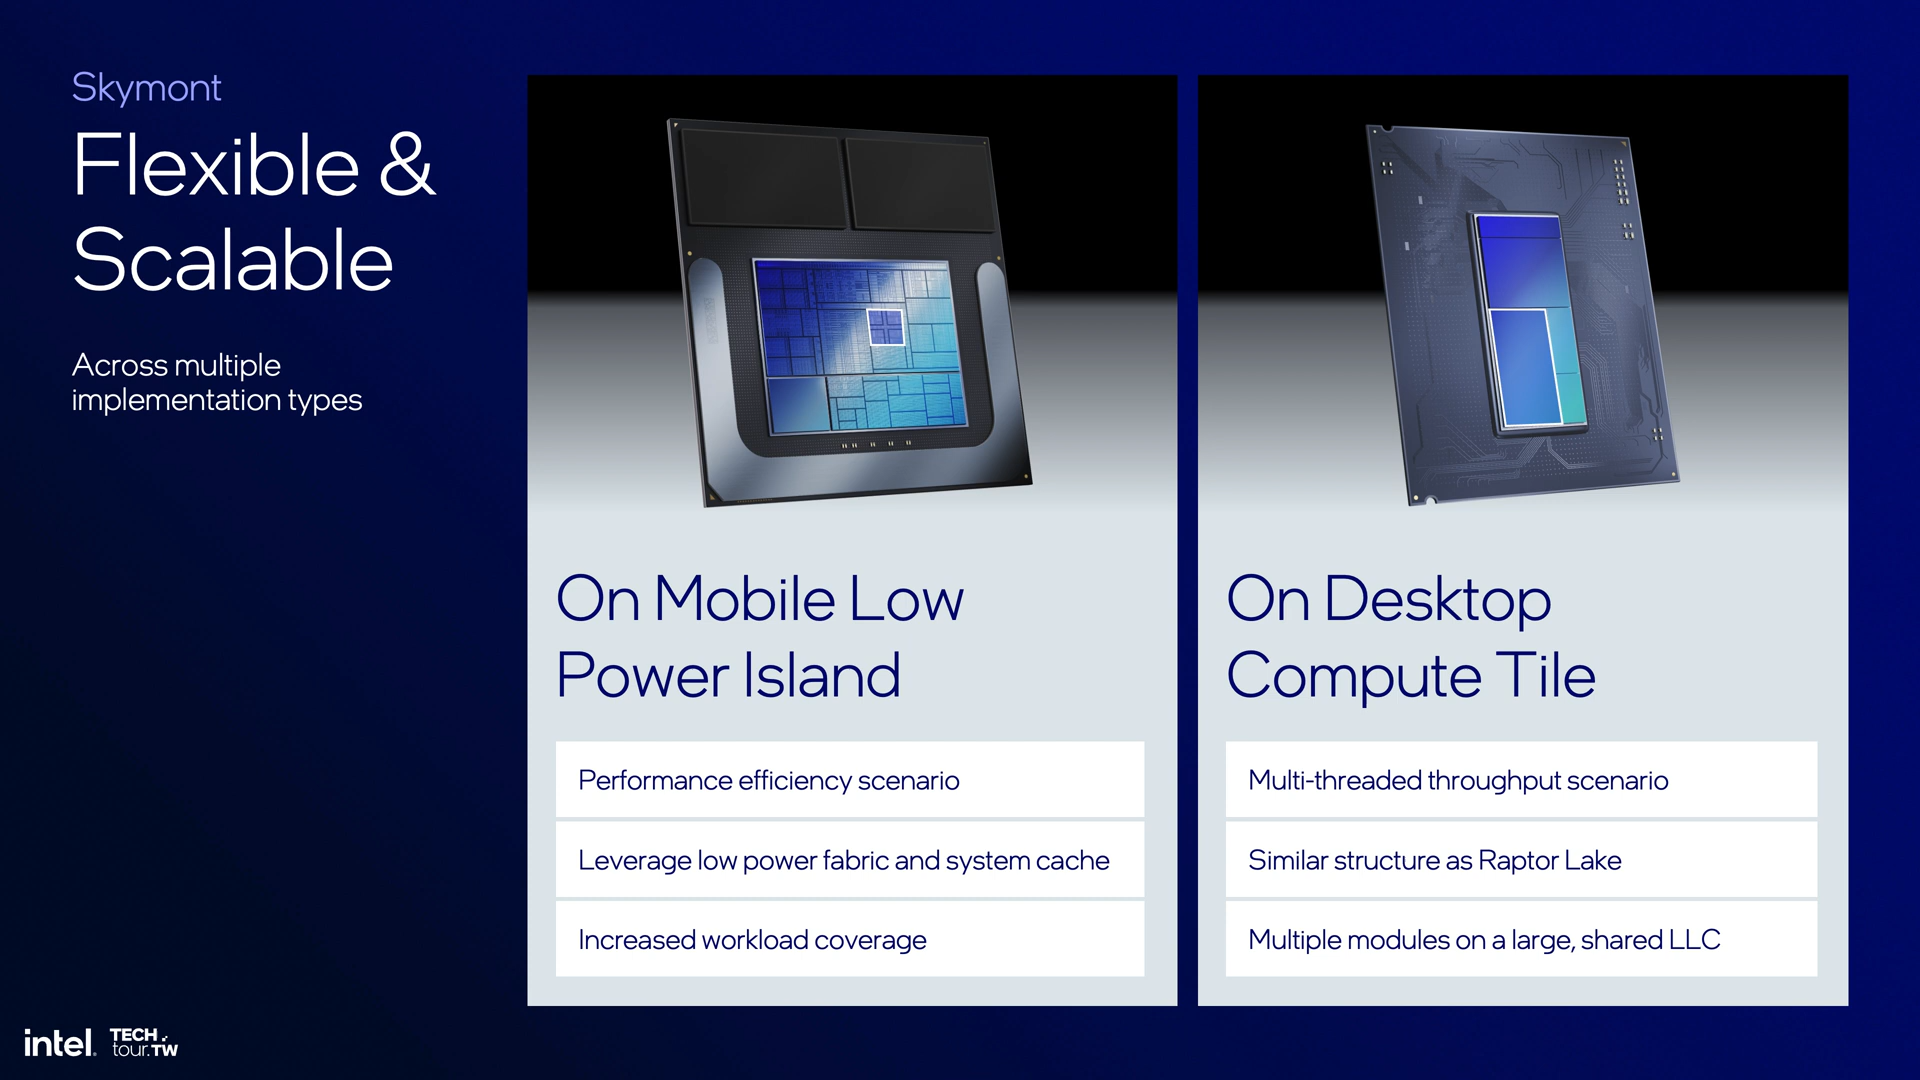 Skymont
Flexible &
Scalable
Across multiple
implementation types
On Mobile Low
Power Island
Performance efficiency scenario
Leverage low power fabric and system cache
Increased workload coverage
On Desktop
Compute Tile
Multi-threaded throughput scenario
Similar structure as Raptor Lake
Multiple modules on a large, shared LLC
intel.
TECH
tour.TW